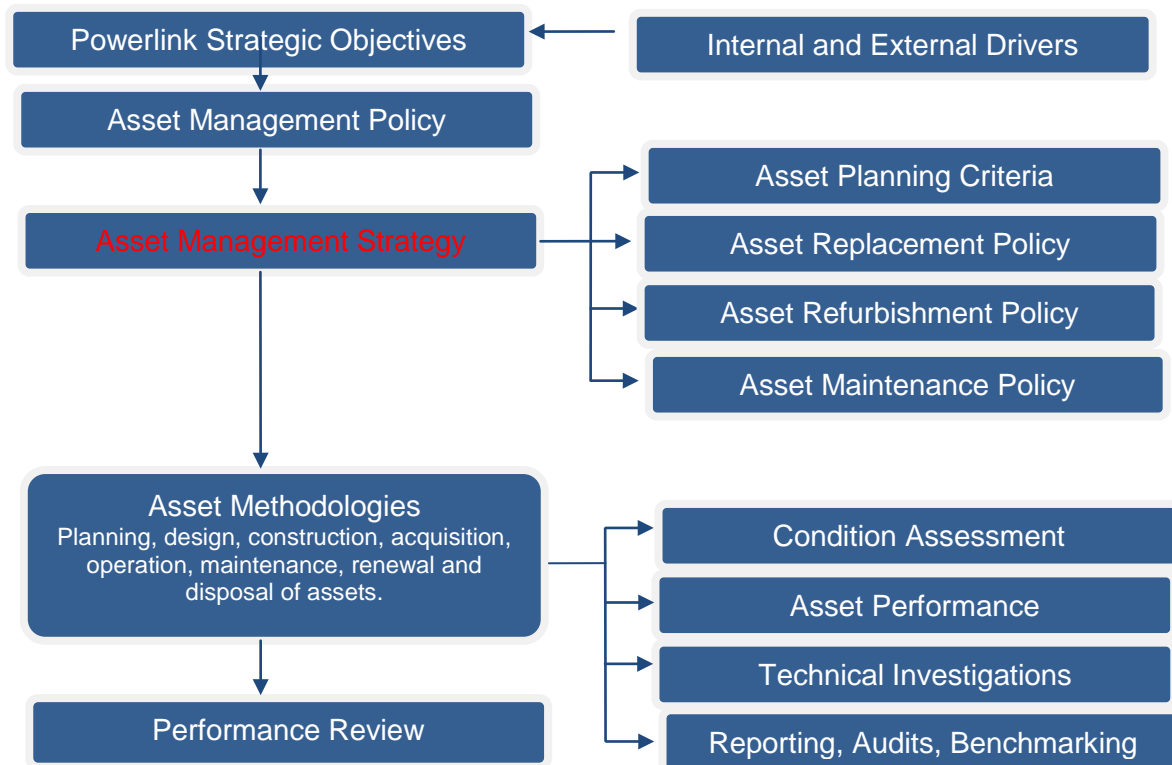 Powerlink Strategic Objectives
Internal and External Drivers
Asset Management Policy
Asset Management Strategy
Asset Planning Criteria
Asset Replacement Policy
Asset Refurbishment Policy
Asset Maintenance Policy
Asset Methodologies
Planning, design, construction, acquisition,
operation, maintenance, renewal and
disposal of assets.
Condition Assessment
Asset Performance
Technical Investigations
Performance Review
Reporting, Audits, Benchmarking